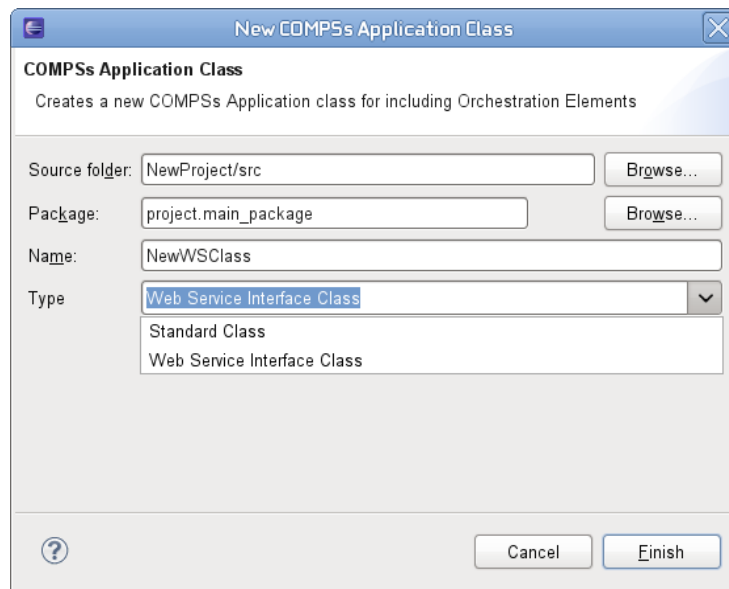 New COMPSs Application Class
COMPSs Application Class
Creates a new COMPSs Application class for including Orchestration Elements
Source folder: NewProject/src Browse...
Package: project.main_package Browse...
Name: NewWSClass
Type Web Service Interface Class
Standard Class
Web Service Interface Class
? Cancel Finish